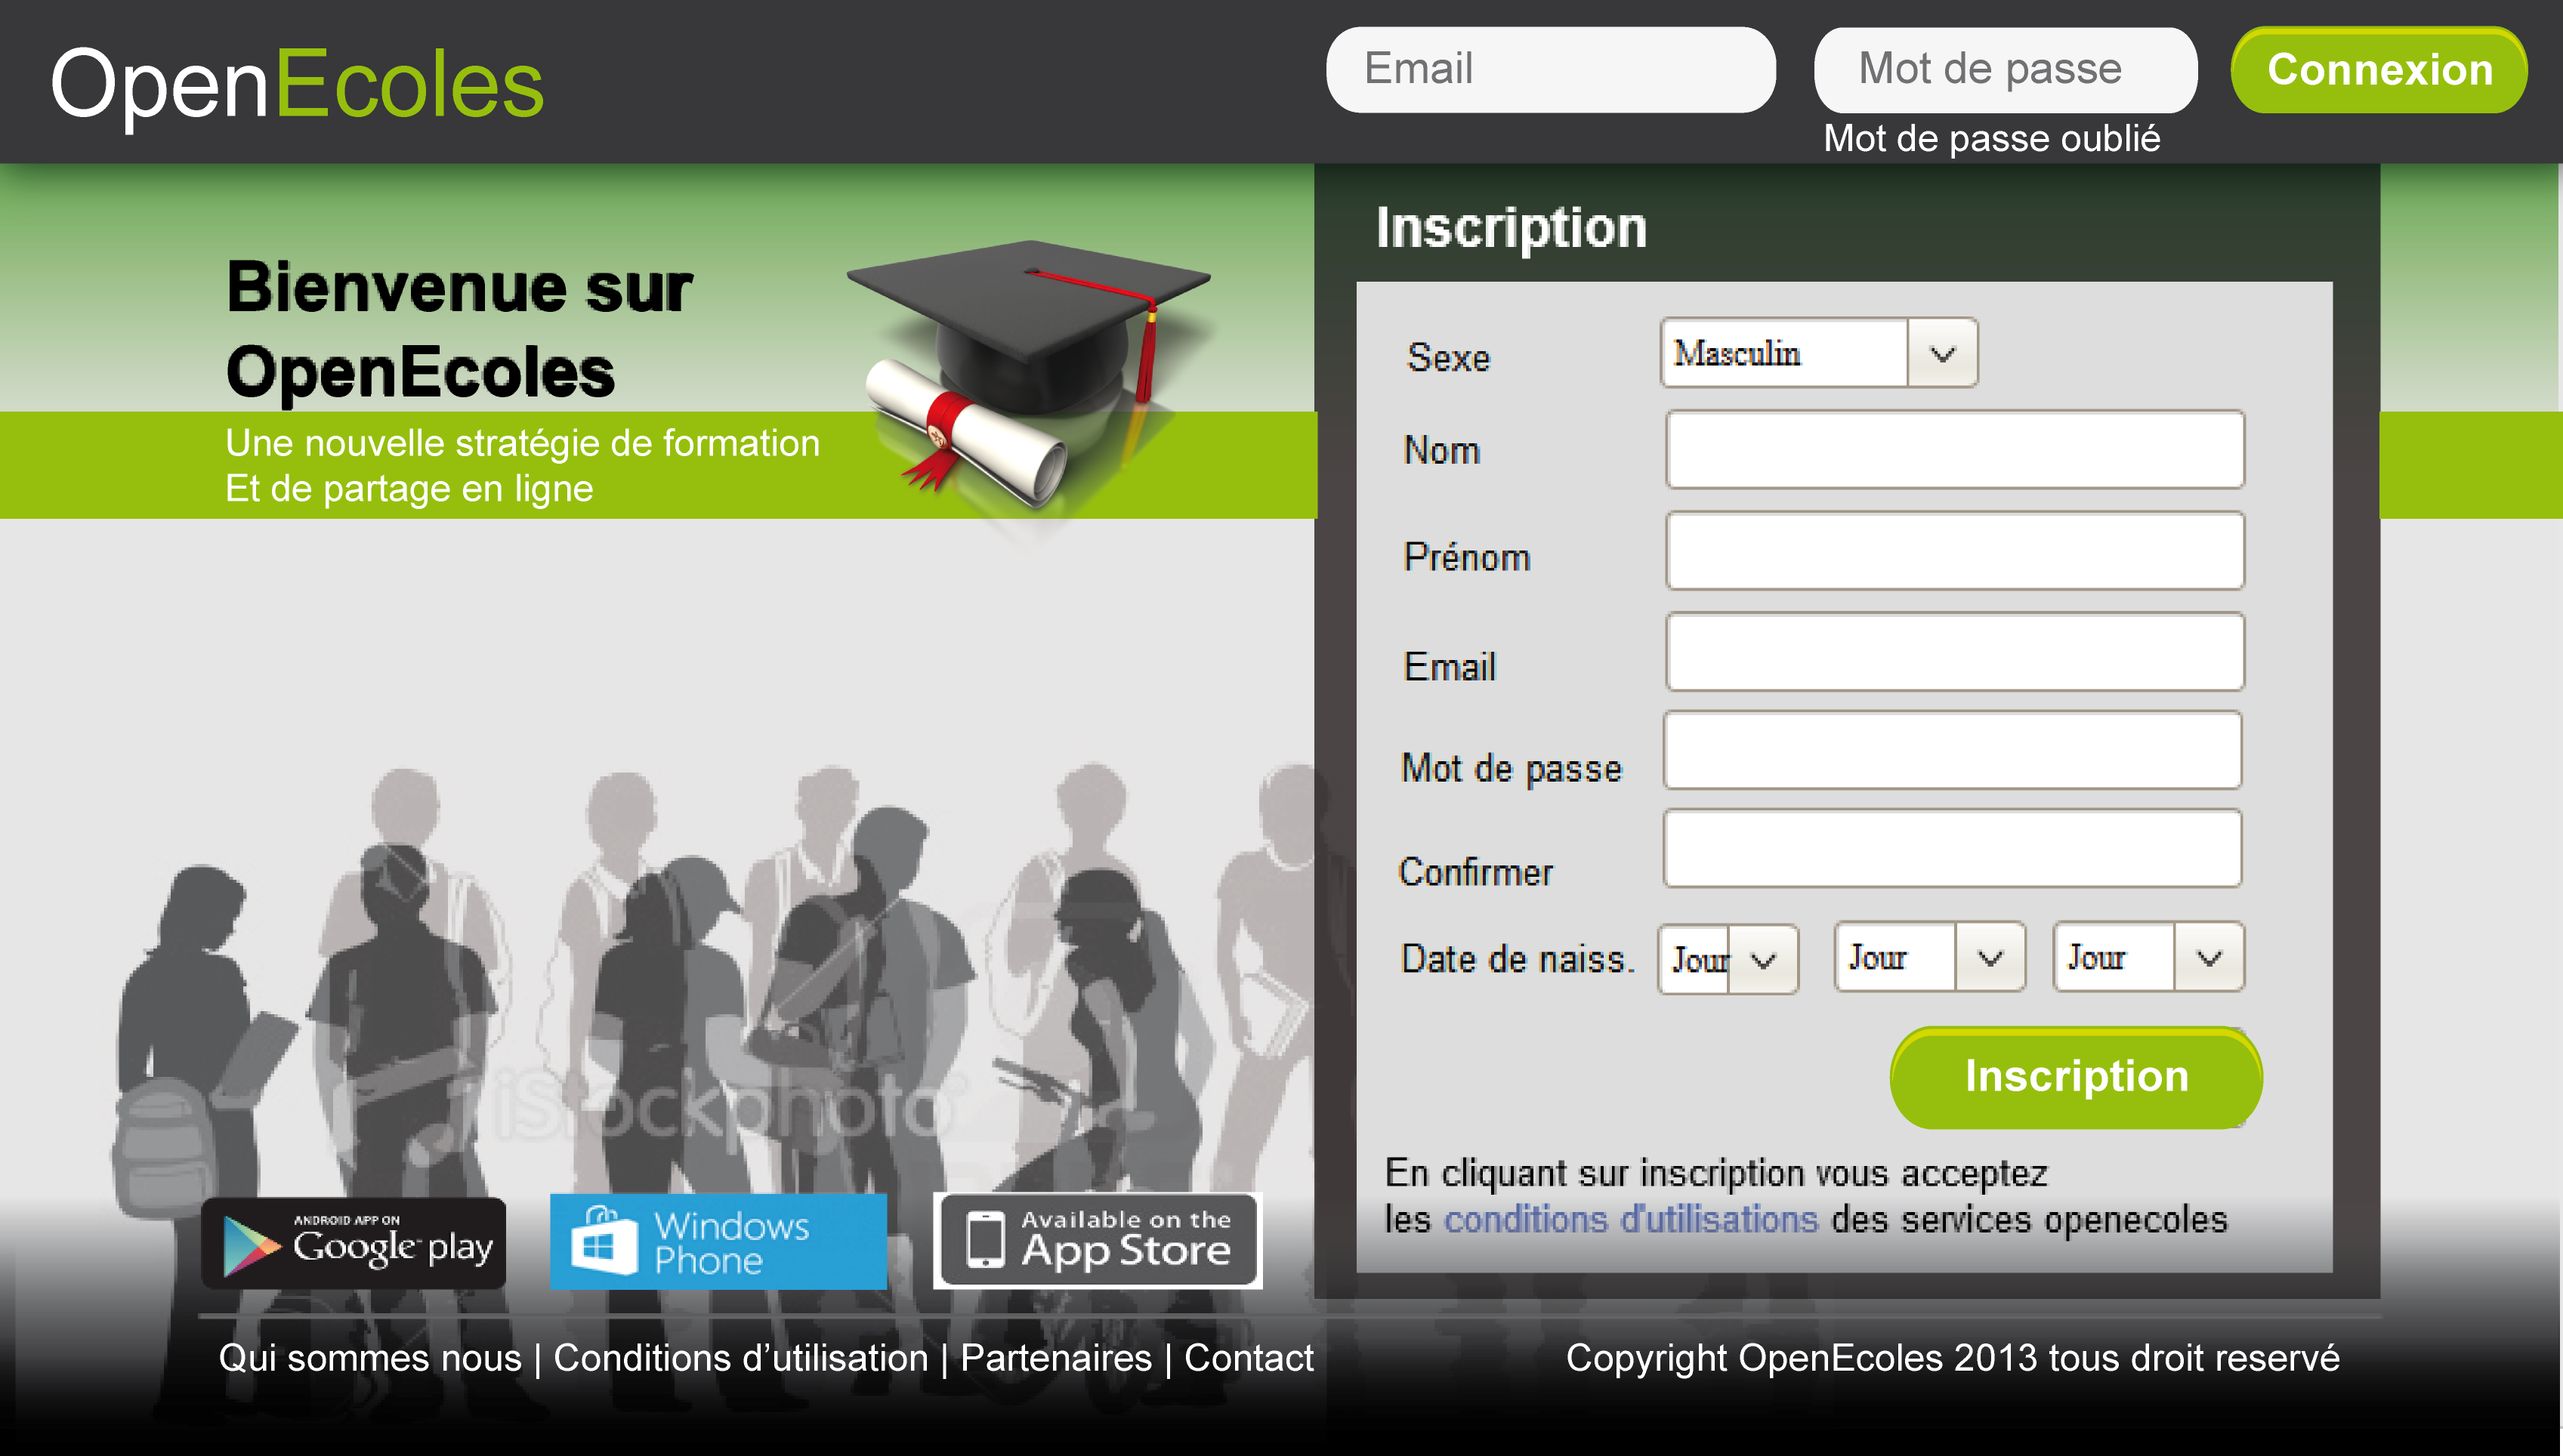 OpenEcoles
Email
Mot de passe
Connexion
Mot de passe oublié
Bienvenue sur
OpenEcoles
Une nouvelle stratégie de formation
Et de partage en ligne
Inscription
Sexe
Masculin
Nom
Prénom
Email
Mot de passe
Confirmer
Date de naiss.
Jour
Jour
Jour
Inscription
En cliquant sur inscription vous acceptez
les conditions d'utilisations des services openecoles
iStockphoto
ANDROID APP ON
Google play
Windows
Phone
Available on the
App Store
Qui sommes nous | Conditions d’utilisation | Partenaires | Contact
Copyright OpenEcoles 2013 tous droit reservé